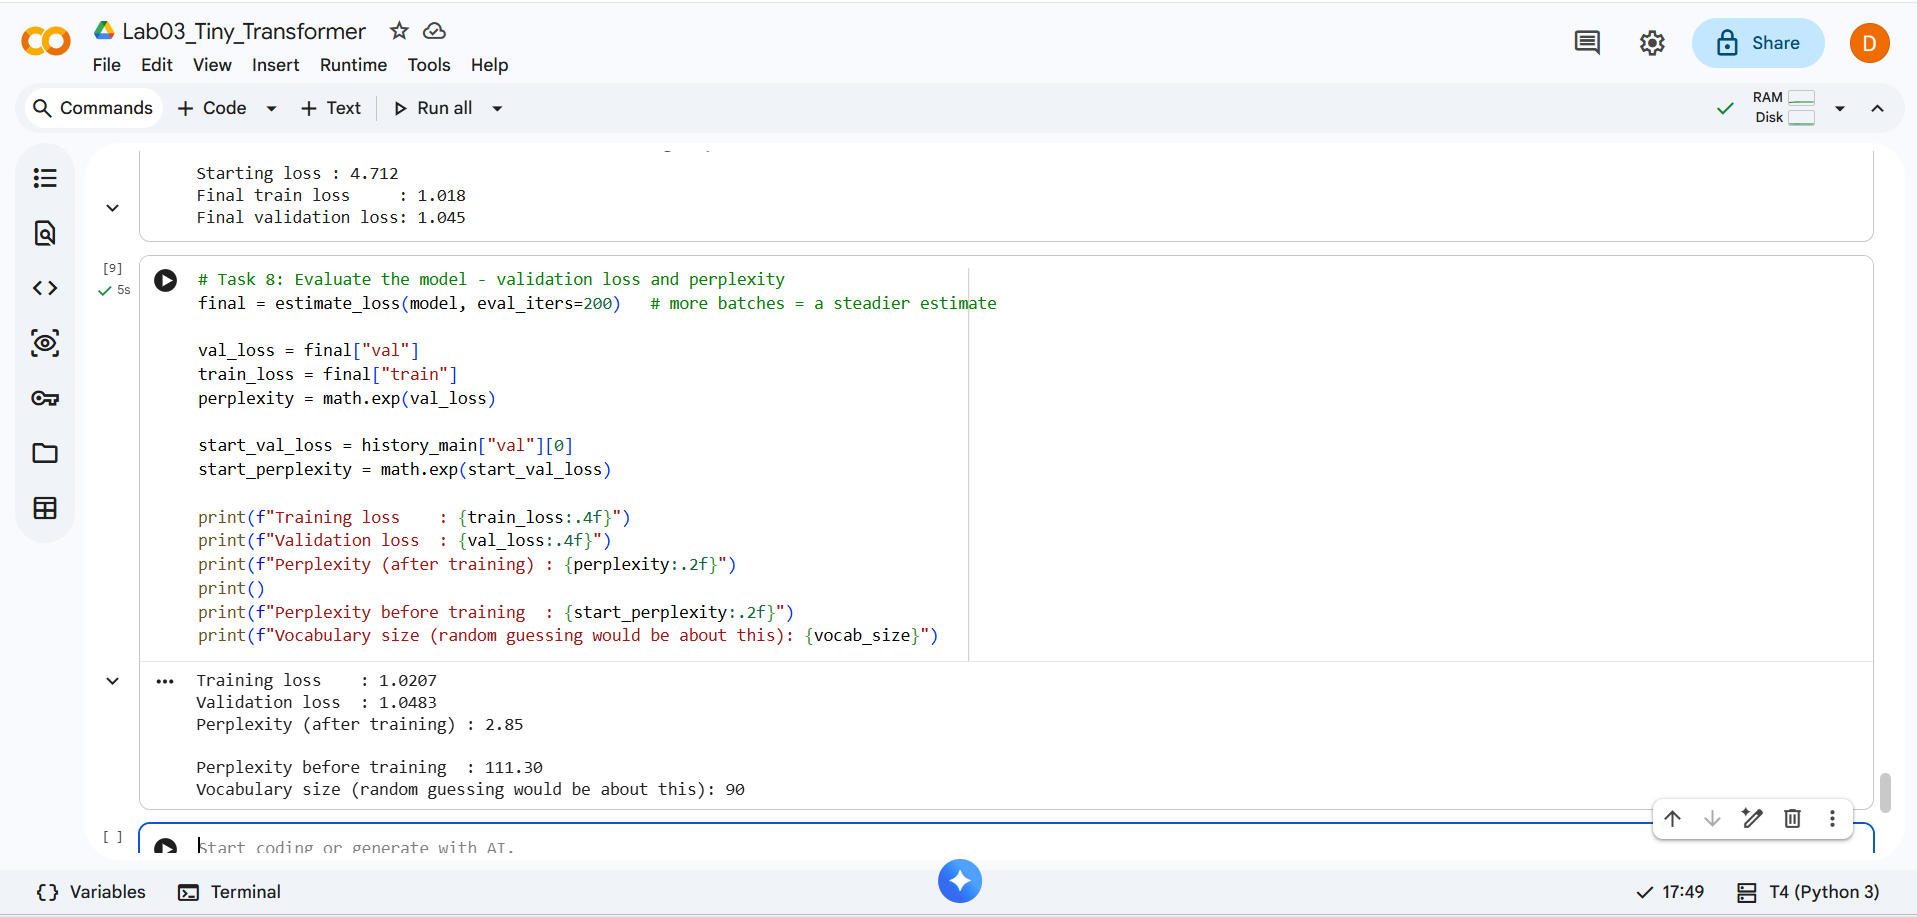 Lab03_Tiny_Transformer
File Edit View Insert Runtime Tools Help
Share
D
Commands + Code + Text Run all
RAM
Disk
Starting loss : 4.712
Final train loss     : 1.018
Final validation loss: 1.045
[9]
5s
# Task 8: Evaluate the model - validation loss and perplexity
final = estimate_loss(model, eval_iters=200)   # more batches = a steadier estimate
val_loss = final["val"]
train_loss = final["train"]
perplexity = math.exp(val_loss)
start_val_loss = history_main["val"][0]
start_perplexity = math.exp(start_val_loss)
print(f"Training loss    : {train_loss:.4f}")
print(f"Validation loss  : {val_loss:.4f}")
print(f"Perplexity (after training) : {perplexity:.2f}")
print()
print(f"Perplexity before training  : {start_perplexity:.2f}")
print(f"Vocabulary size (random guessing would be about this): {vocab_size}")
Training loss    : 1.0207
Validation loss  : 1.0483
Perplexity (after training) : 2.85
Perplexity before training  : 111.30
Vocabulary size (random guessing would be about this): 90
[ ]
Start coding or generate with AI.
Variables Terminal
17:49 T4 (Python 3)